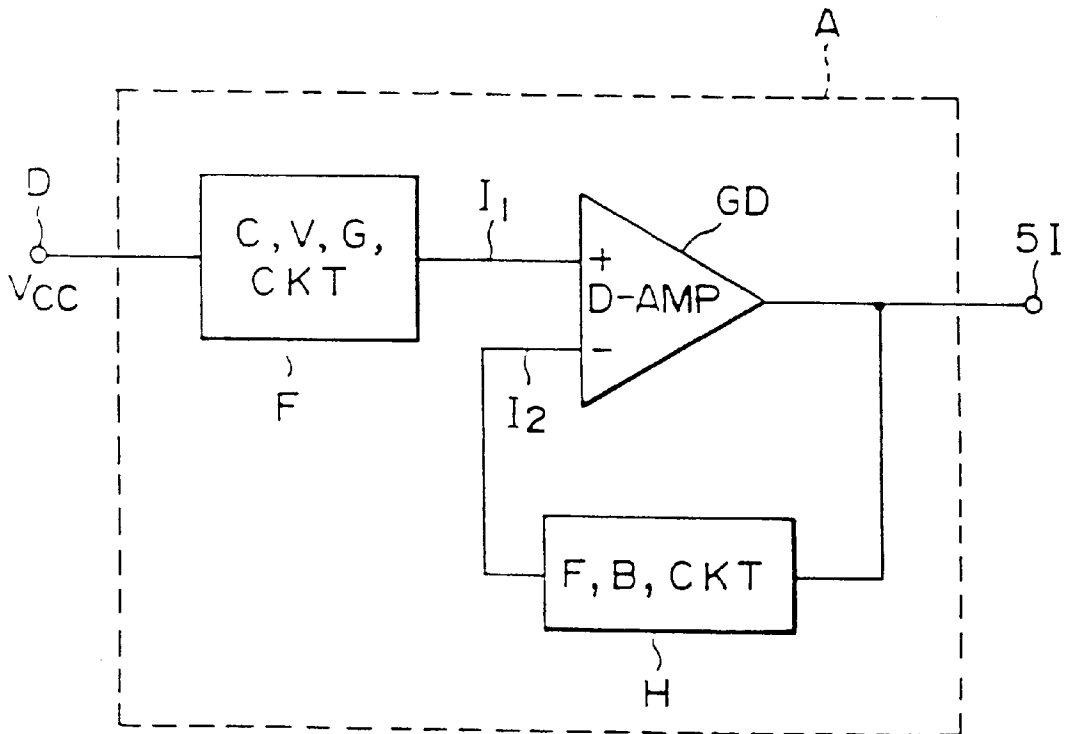 A
D
VCC
C, V, G,
CKT
F
I1
GD
+
D-AMP
-
I2
5I
F, B, CKT
H